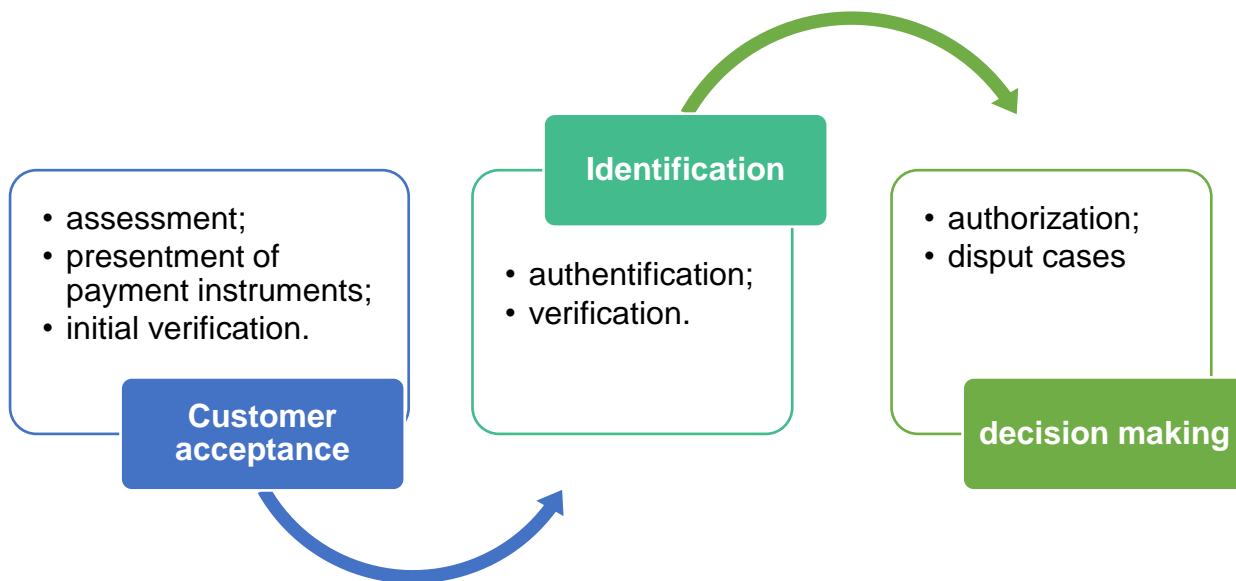 • assessment;
• presentment of
payment instruments;
• initial verification.
Customer
acceptance
Identification
• authentification;
• verification.
• authorization;
• disput cases
decision making